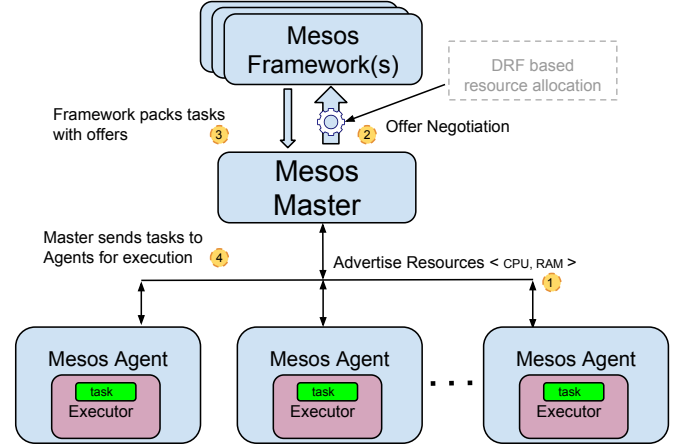 Mesos
Framework(s)
DRF based
resource allocation
Framework packs tasks
with offers
3
2
Offer Negotiation
Mesos
Master
Master sends tasks to
Agents for execution
4
Advertise Resources < CPU, RAM >
1
Mesos Agent
task
Executor
Mesos Agent
task
Executor
. . .
Mesos Agent
task
Executor